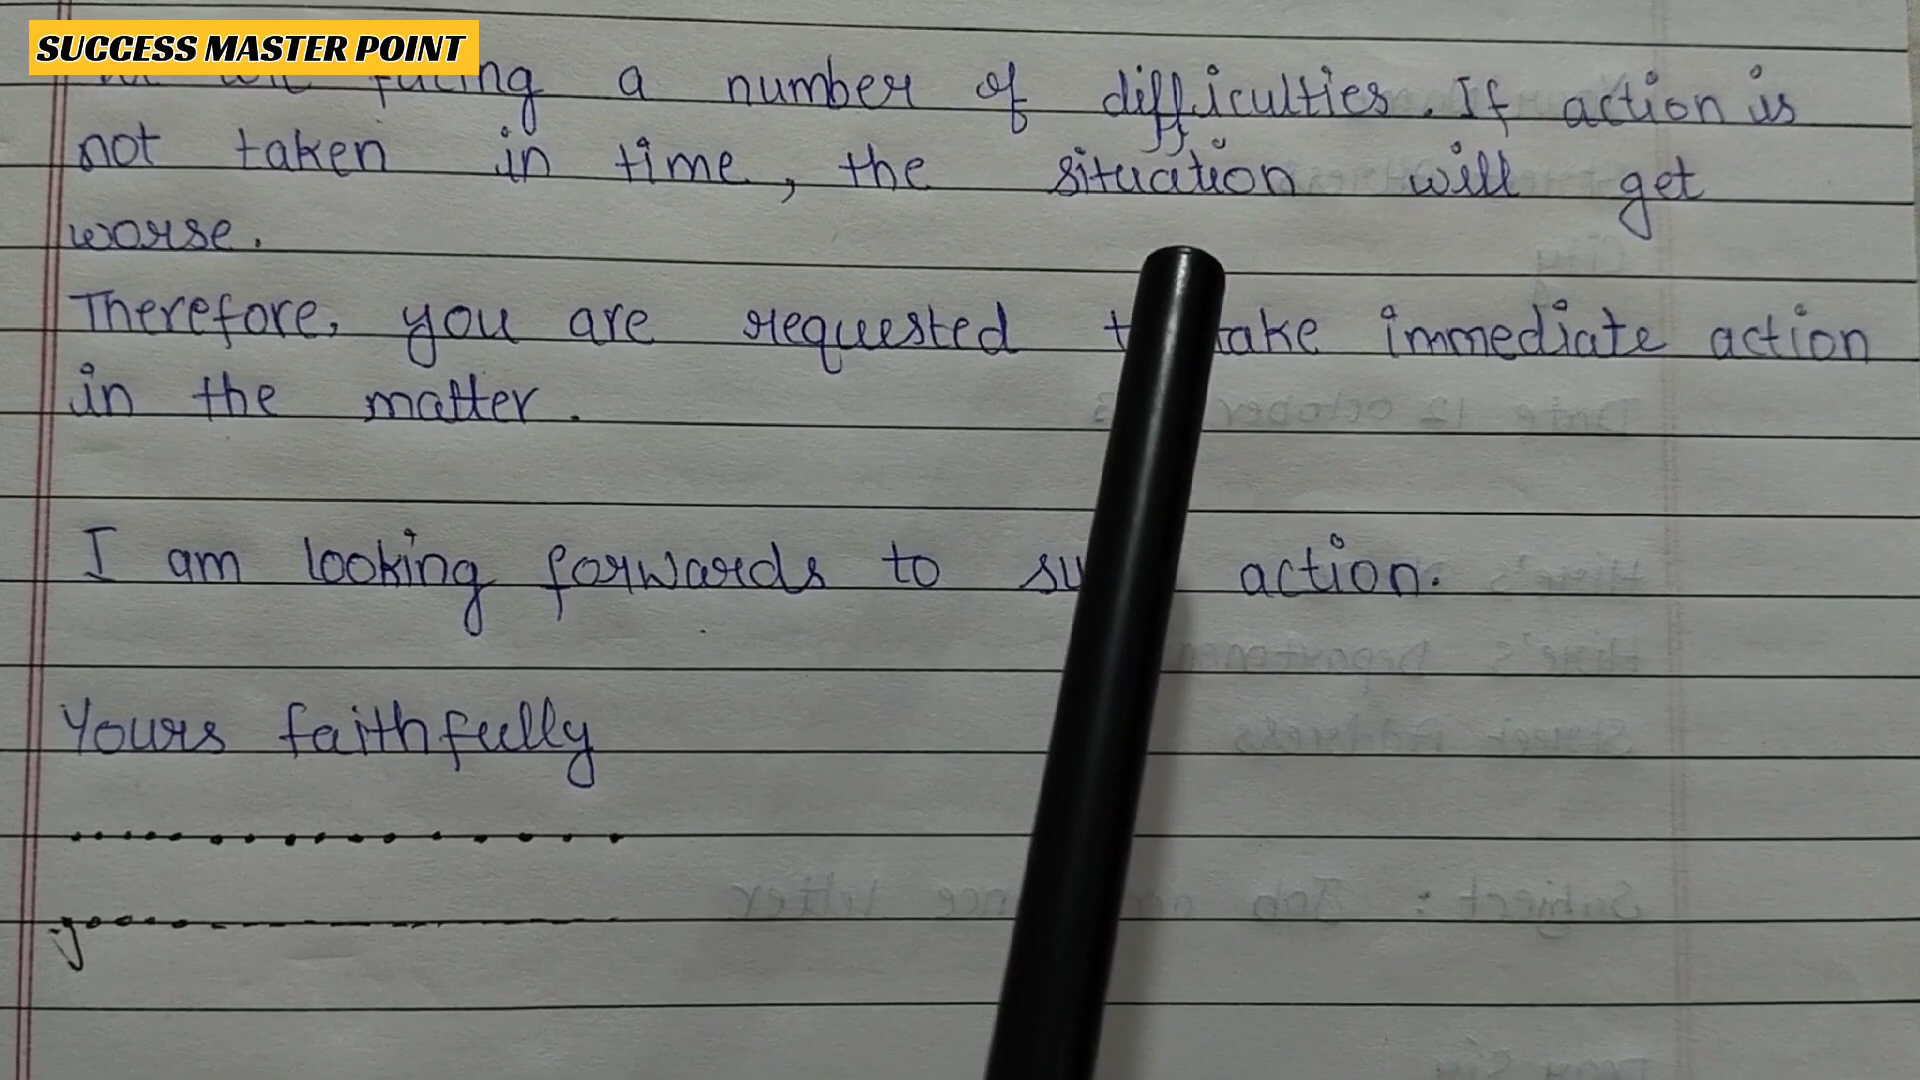 SUCCESS MASTER POINT
facing a number of difficulties. If action is
not taken in time, the situation will get
worse.
Therefore, you are requested take immediate action
in the matter.
I am looking forwards to action.
Yours faithfully